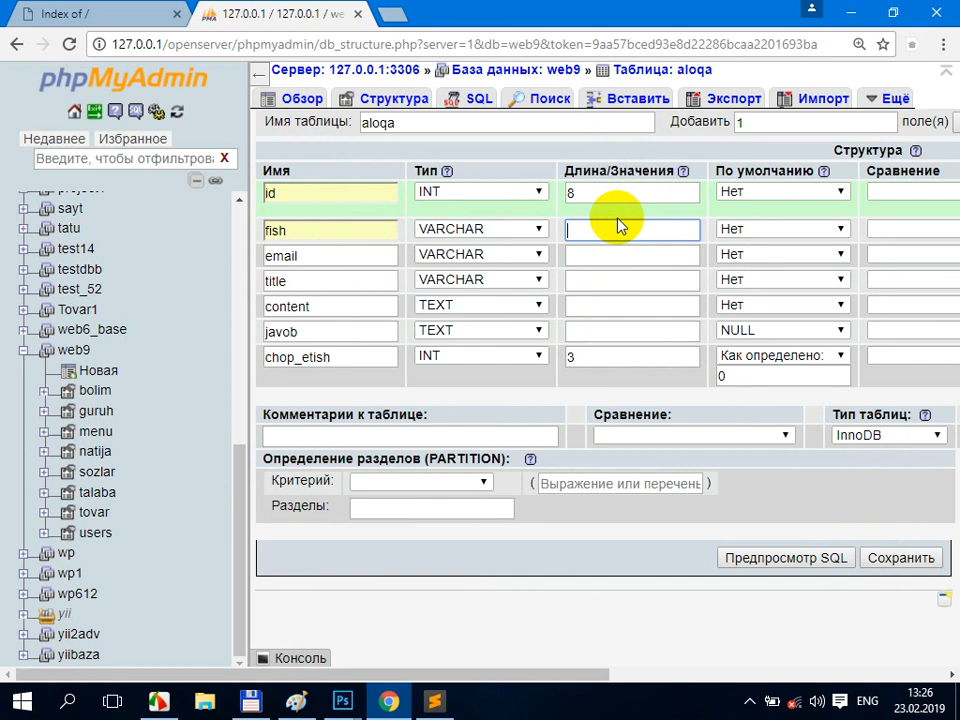 Index of /
127.0.0.1 / 127.0.0.1 / we
127.0.0.1/openserver/phpmyadmin/db_structure.php?server=1&db=web9&token=9aa57bced93e8d22286bcaa2201693ba
phpMyAdmin
Недавнее Избранное
Введите, чтобы отфильтрова X
sayt
tatu
test14
testdbb
test_52
Tovar1
web6_base
web9
Новая
bolim
guruh
menu
natija
sozlar
talaba
tovar
users
wp
wp1
wp612
yii
yii2adv
yiibaza
Сервер: 127.0.0.1:3306 » База данных: web9 » Таблица: aloqa
Обзор Структура SQL Поиск Вставить Экспорт Импорт Ещё
Имя таблицы: aloqa Добавить 1 поле(я)
Структура
Имя Тип Длина/Значения По умолчанию Сравнение
id INT 8 Нет
fish VARCHAR Нет
email VARCHAR Нет
title VARCHAR Нет
content TEXT Нет
javob TEXT NULL
chop_etish INT 3 Как определено:
0
Комментарии к таблице: Сравнение: Тип таблиц:
InnoDB
Определение разделов (PARTITION):
Критерий: ( Выражение или перечень )
Разделы:
Предпросмотр SQL Сохранить
Консоль
ENG
13:26
23.02.2019